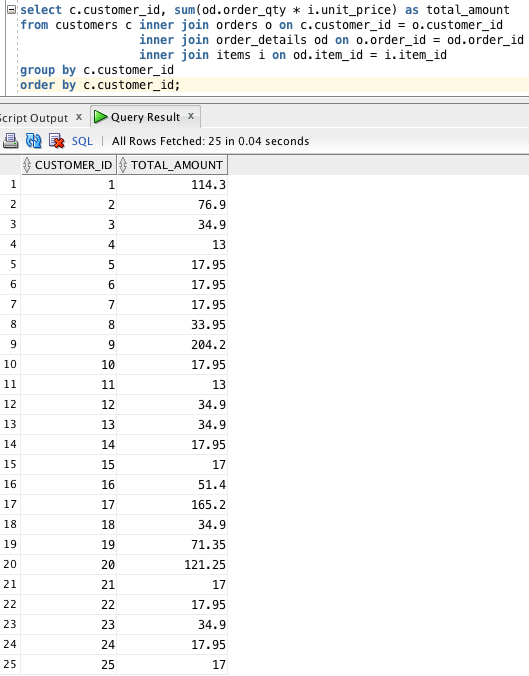 select c.customer_id, sum(od.order_qty * i.unit_price) as total_amount
from customers c inner join orders o on c.customer_id = o.customer_id
inner join order_details od on o.order_id = od.order_id
inner join items i on od.item_id = i.item_id
group by c.customer_id
order by c.customer_id;
Script Output x Query Result x
SQL | All Rows Fetched: 25 in 0.04 seconds
CUSTOMER_ID TOTAL_AMOUNT
1 1 114.3
2 2 76.9
3 3 34.9
4 4 13
5 5 17.95
6 6 17.95
7 7 17.95
8 8 33.95
9 9 204.2
10 10 17.95
11 11 13
12 12 34.9
13 13 34.9
14 14 17.95
15 15 17
16 16 51.4
17 17 165.2
18 18 34.9
19 19 71.35
20 20 121.25
21 21 17
22 22 17.95
23 23 34.9
24 24 17.95
25 25 17